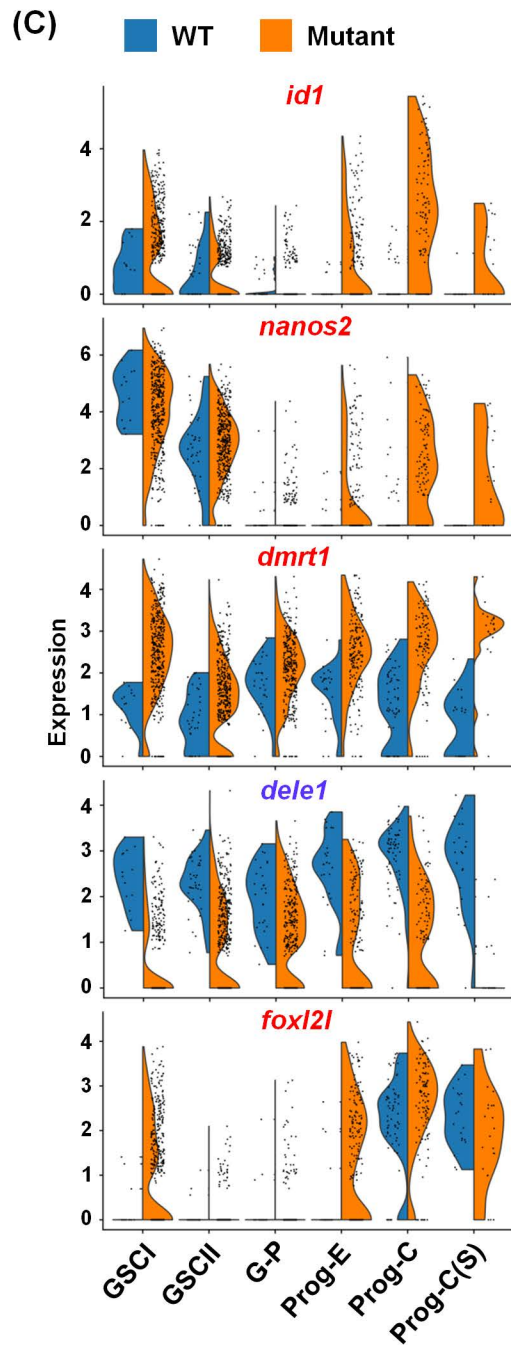 (C)
WT Mutant
id1
4
2
0
nanos2
6
4
2
0
dmrt1
4
3
2
1
0
Expression
dele1
4
3
2
1
0
foxl2l
4
3
2
1
0
GSCI GSCII G-P Prog-E Prog-C Prog-C(S)